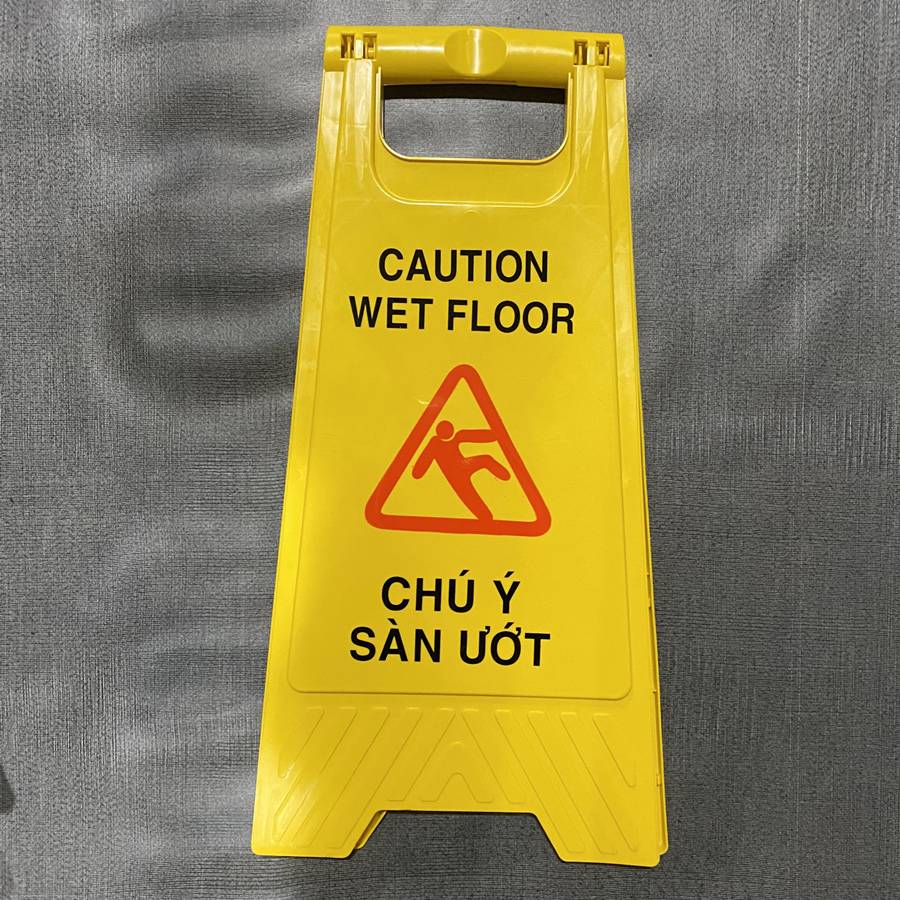 CAUTION
WET FLOOR
CHÚ Ý
SÀN ƯỚT